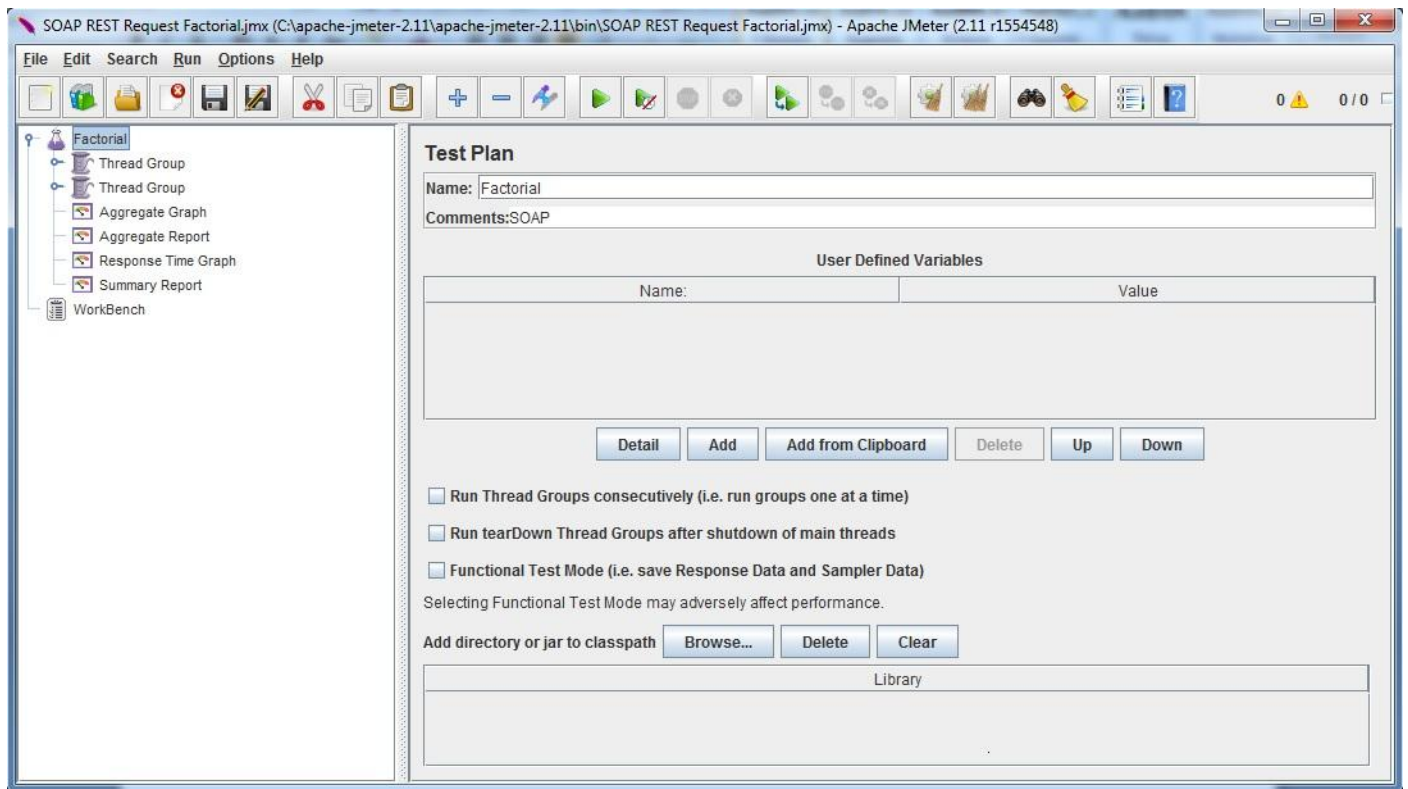 SOAP REST Request Factorial.jmx (C:\apache-jmeter-2.11\apache-jmeter-2.11\bin\SOAP REST Request Factorial.jmx) - Apache JMeter (2.11 r1554548)
File Edit Search Run Options Help
0 0 / 0
Factorial
Thread Group
Thread Group
Aggregate Graph
Aggregate Report
Response Time Graph
Summary Report
WorkBench
Test Plan
Name: Factorial
Comments:SOAP
User Defined Variables
Name: Value
Detail Add Add from Clipboard Delete Up Down
Run Thread Groups consecutively (i.e. run groups one at a time)
Run tearDown Thread Groups after shutdown of main threads
Functional Test Mode (i.e. save Response Data and Sampler Data)
Selecting Functional Test Mode may adversely affect performance.
Add directory or jar to classpath Browse... Delete Clear
Library